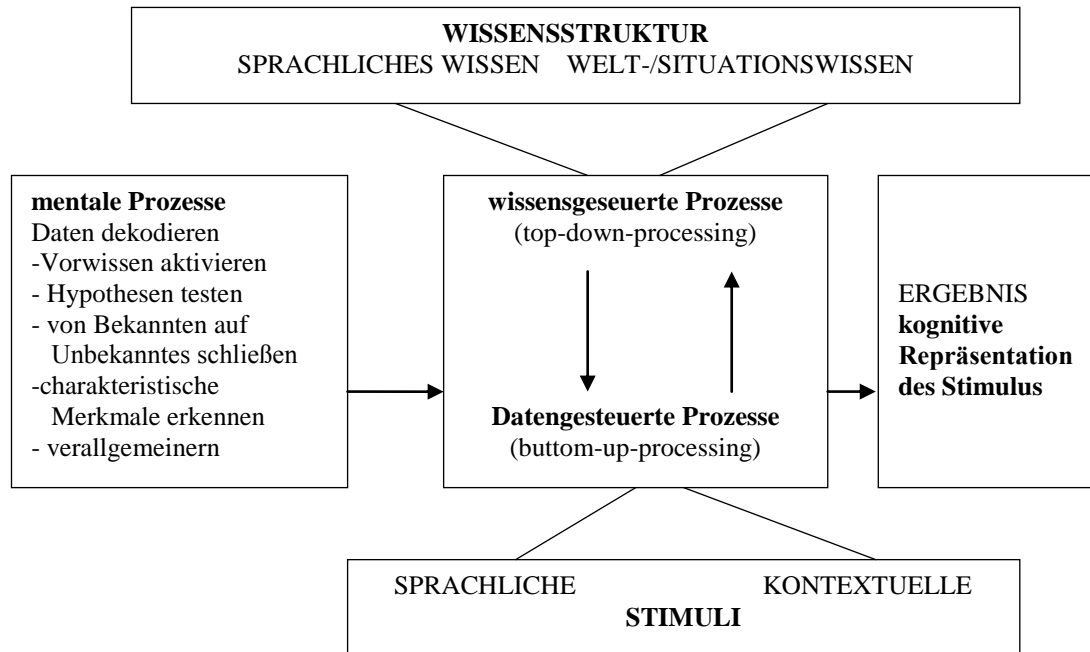 WISSENSSTRUKTUR
SPRACHLICHES WISSEN WELT-/SITUATIONSWISSEN
mentale Prozesse
Daten dekodieren
-Vorwissen aktivieren
- Hypothesen testen
- von Bekannten auf
Unbekanntes schließen
-charakteristische
Merkmale erkennen
- verallgemeinern
wissensgeseuerte Prozesse
(top-down-processing)
Datengesteuerte Prozesse
(buttom-up-processing)
ERGEBNIS
kognitive
Repräsentation
des Stimulus
SPRACHLICHE KONTEXTUELLE
STIMULI